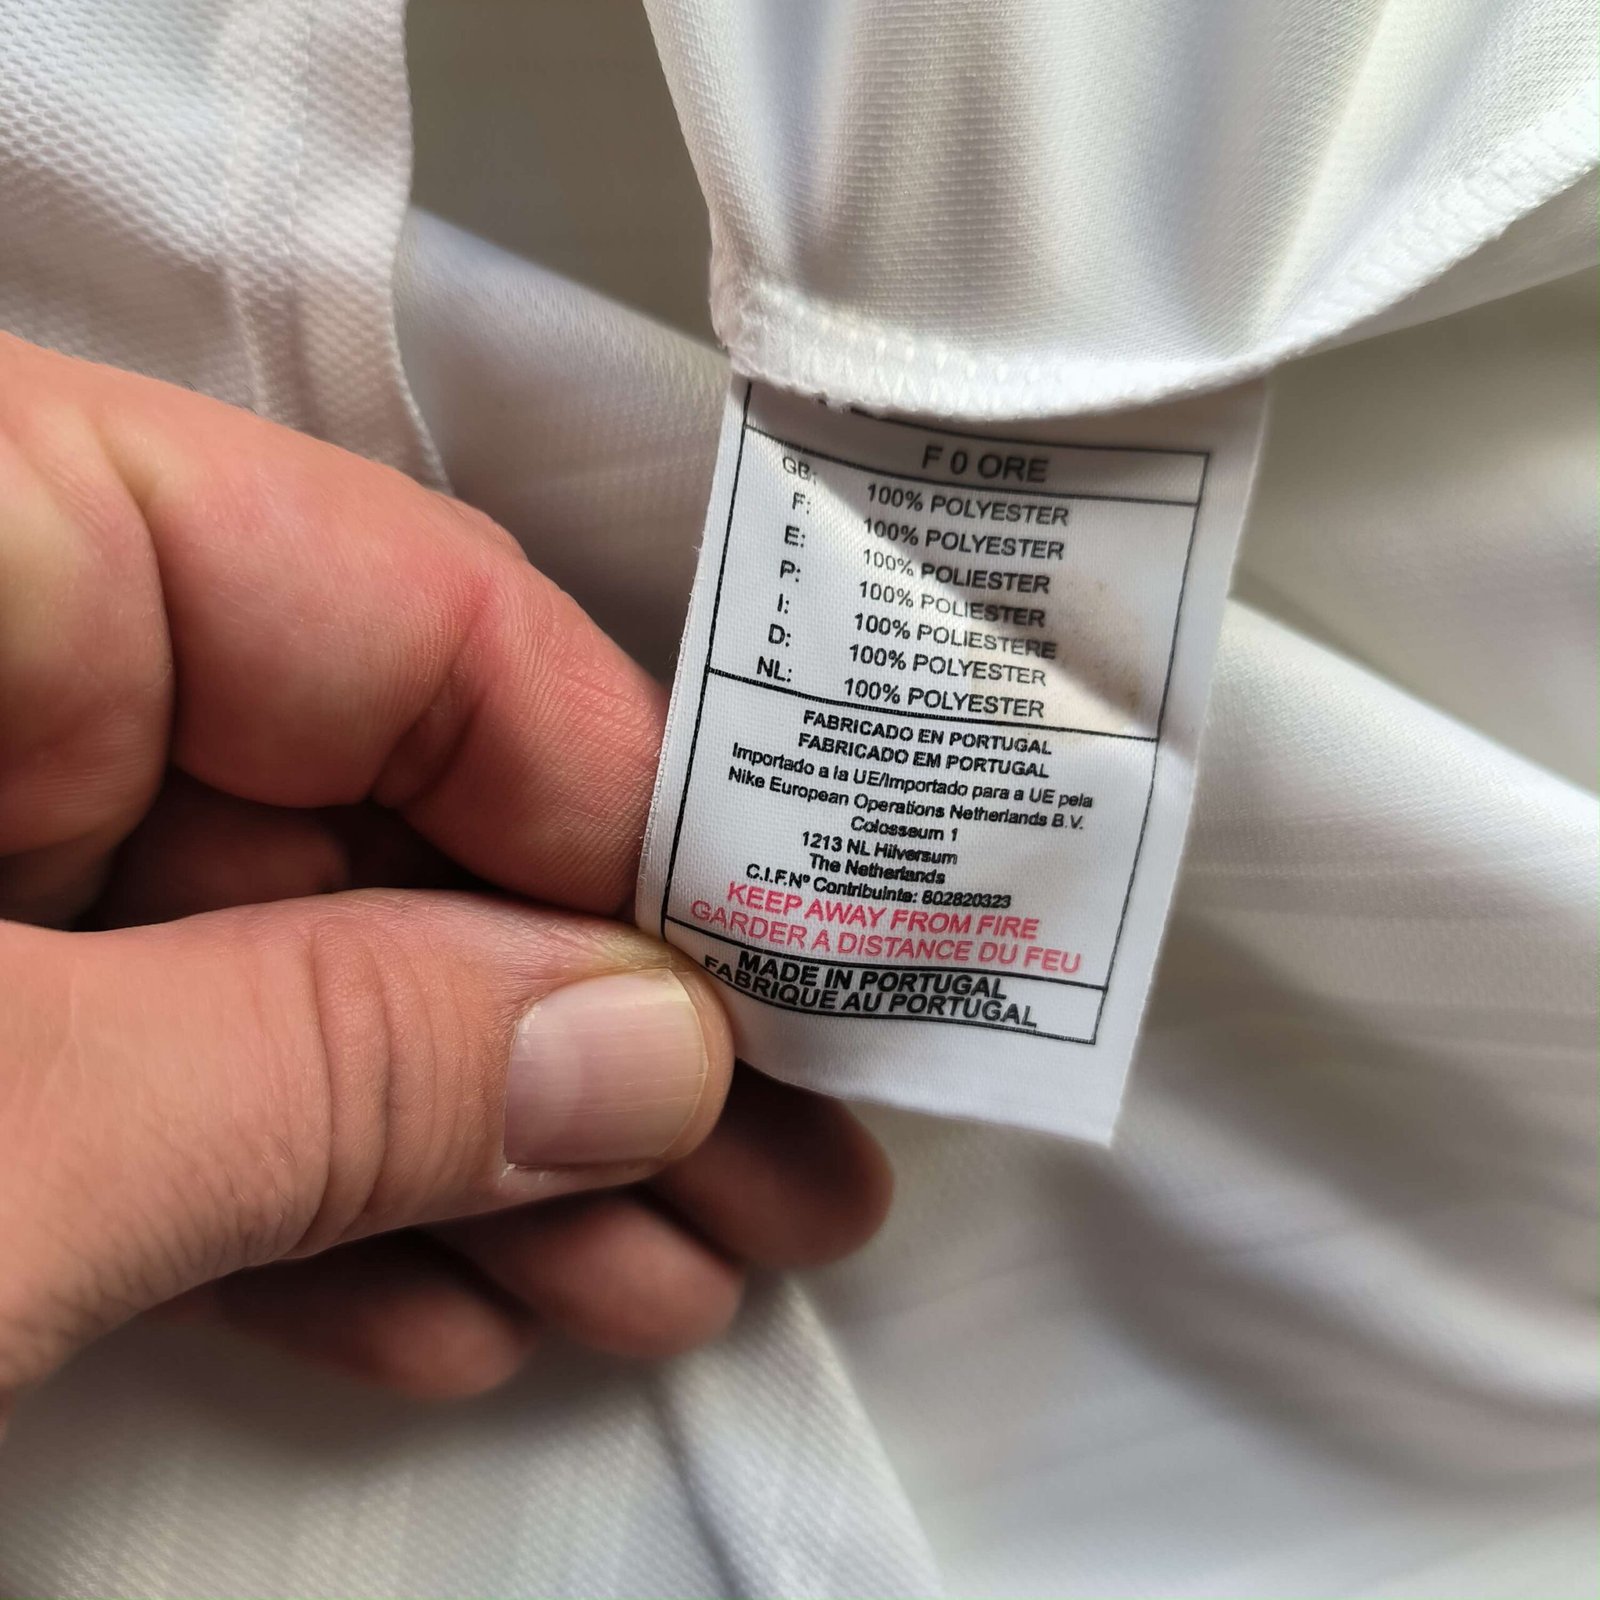 F 0 ORE
GB: 100% POLYESTER
F: 100% POLYESTER
E: 100% POLIESTER
P: 100% POLIESTER
I: 100% POLIESTERE
D: 100% POLYESTER
NL: 100% POLYESTER
FABRICADO EN PORTUGAL
FABRICADO EM PORTUGAL
Importado a la UE/Importado para a UE pela
Nike European Operations Netherlands B.V.
Colosseum 1
1213 NL Hilversum
The Netherlands
C.I.F.Nº Contribuinte: 802820323
KEEP AWAY FROM FIRE
GARDER A DISTANCE DU FEU
MADE IN PORTUGAL
FABRIQUE AU PORTUGAL